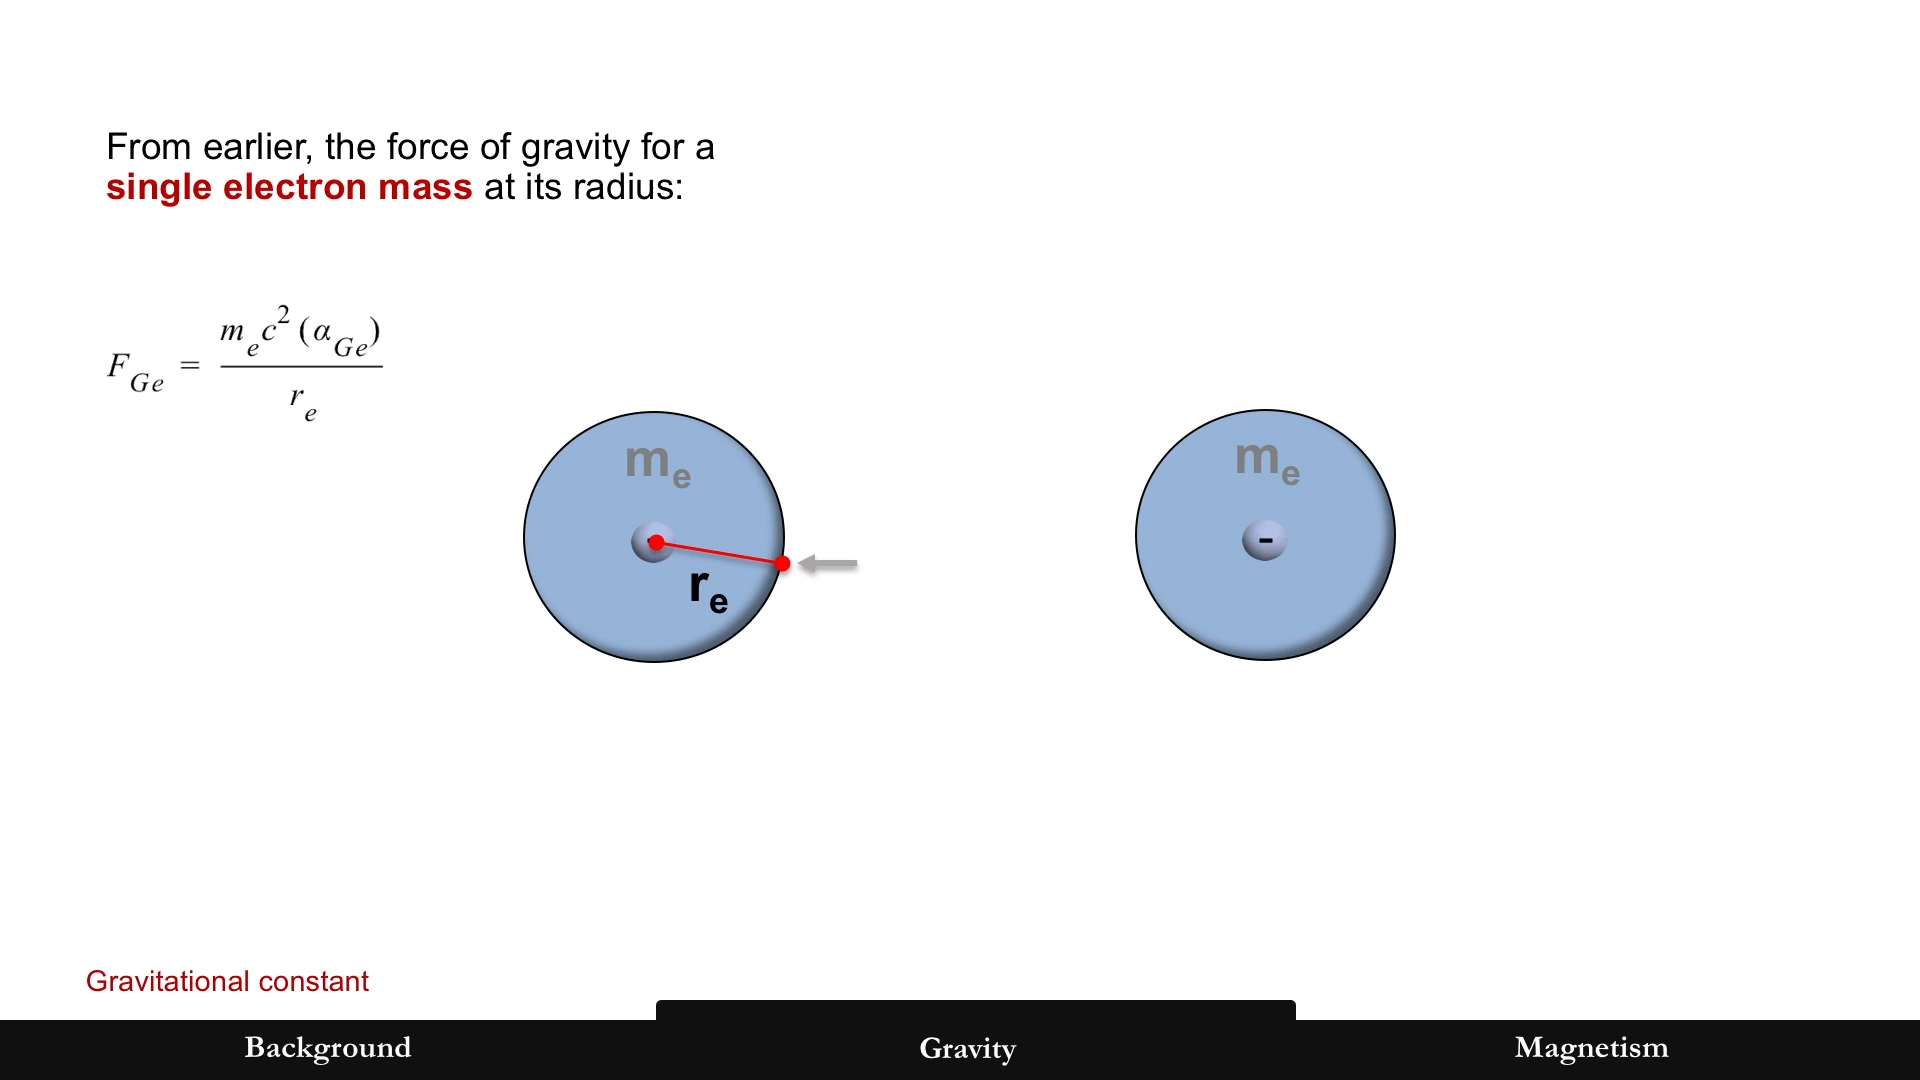 From earlier, the force of gravity for a
single electron mass at its radius:
F_Ge = m_e c^2 (α_Ge) / r_e
m_e
m_e
-
r_e
Gravitational constant
Background
Gravity
Magnetism